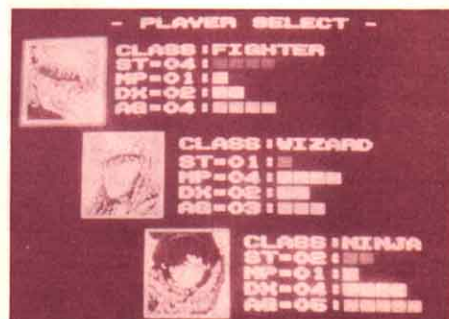 - PLAYER SELECT -
CLASS:FIGHTER
ST=04:
MP=01:
DX=02:
AG=04:
CLASS:WIZARD
ST=01:
MP=04:
DX=02:
AG=03:
CLASS:NINJA
ST=02:
MP=01:
DX=04:
AG=05: